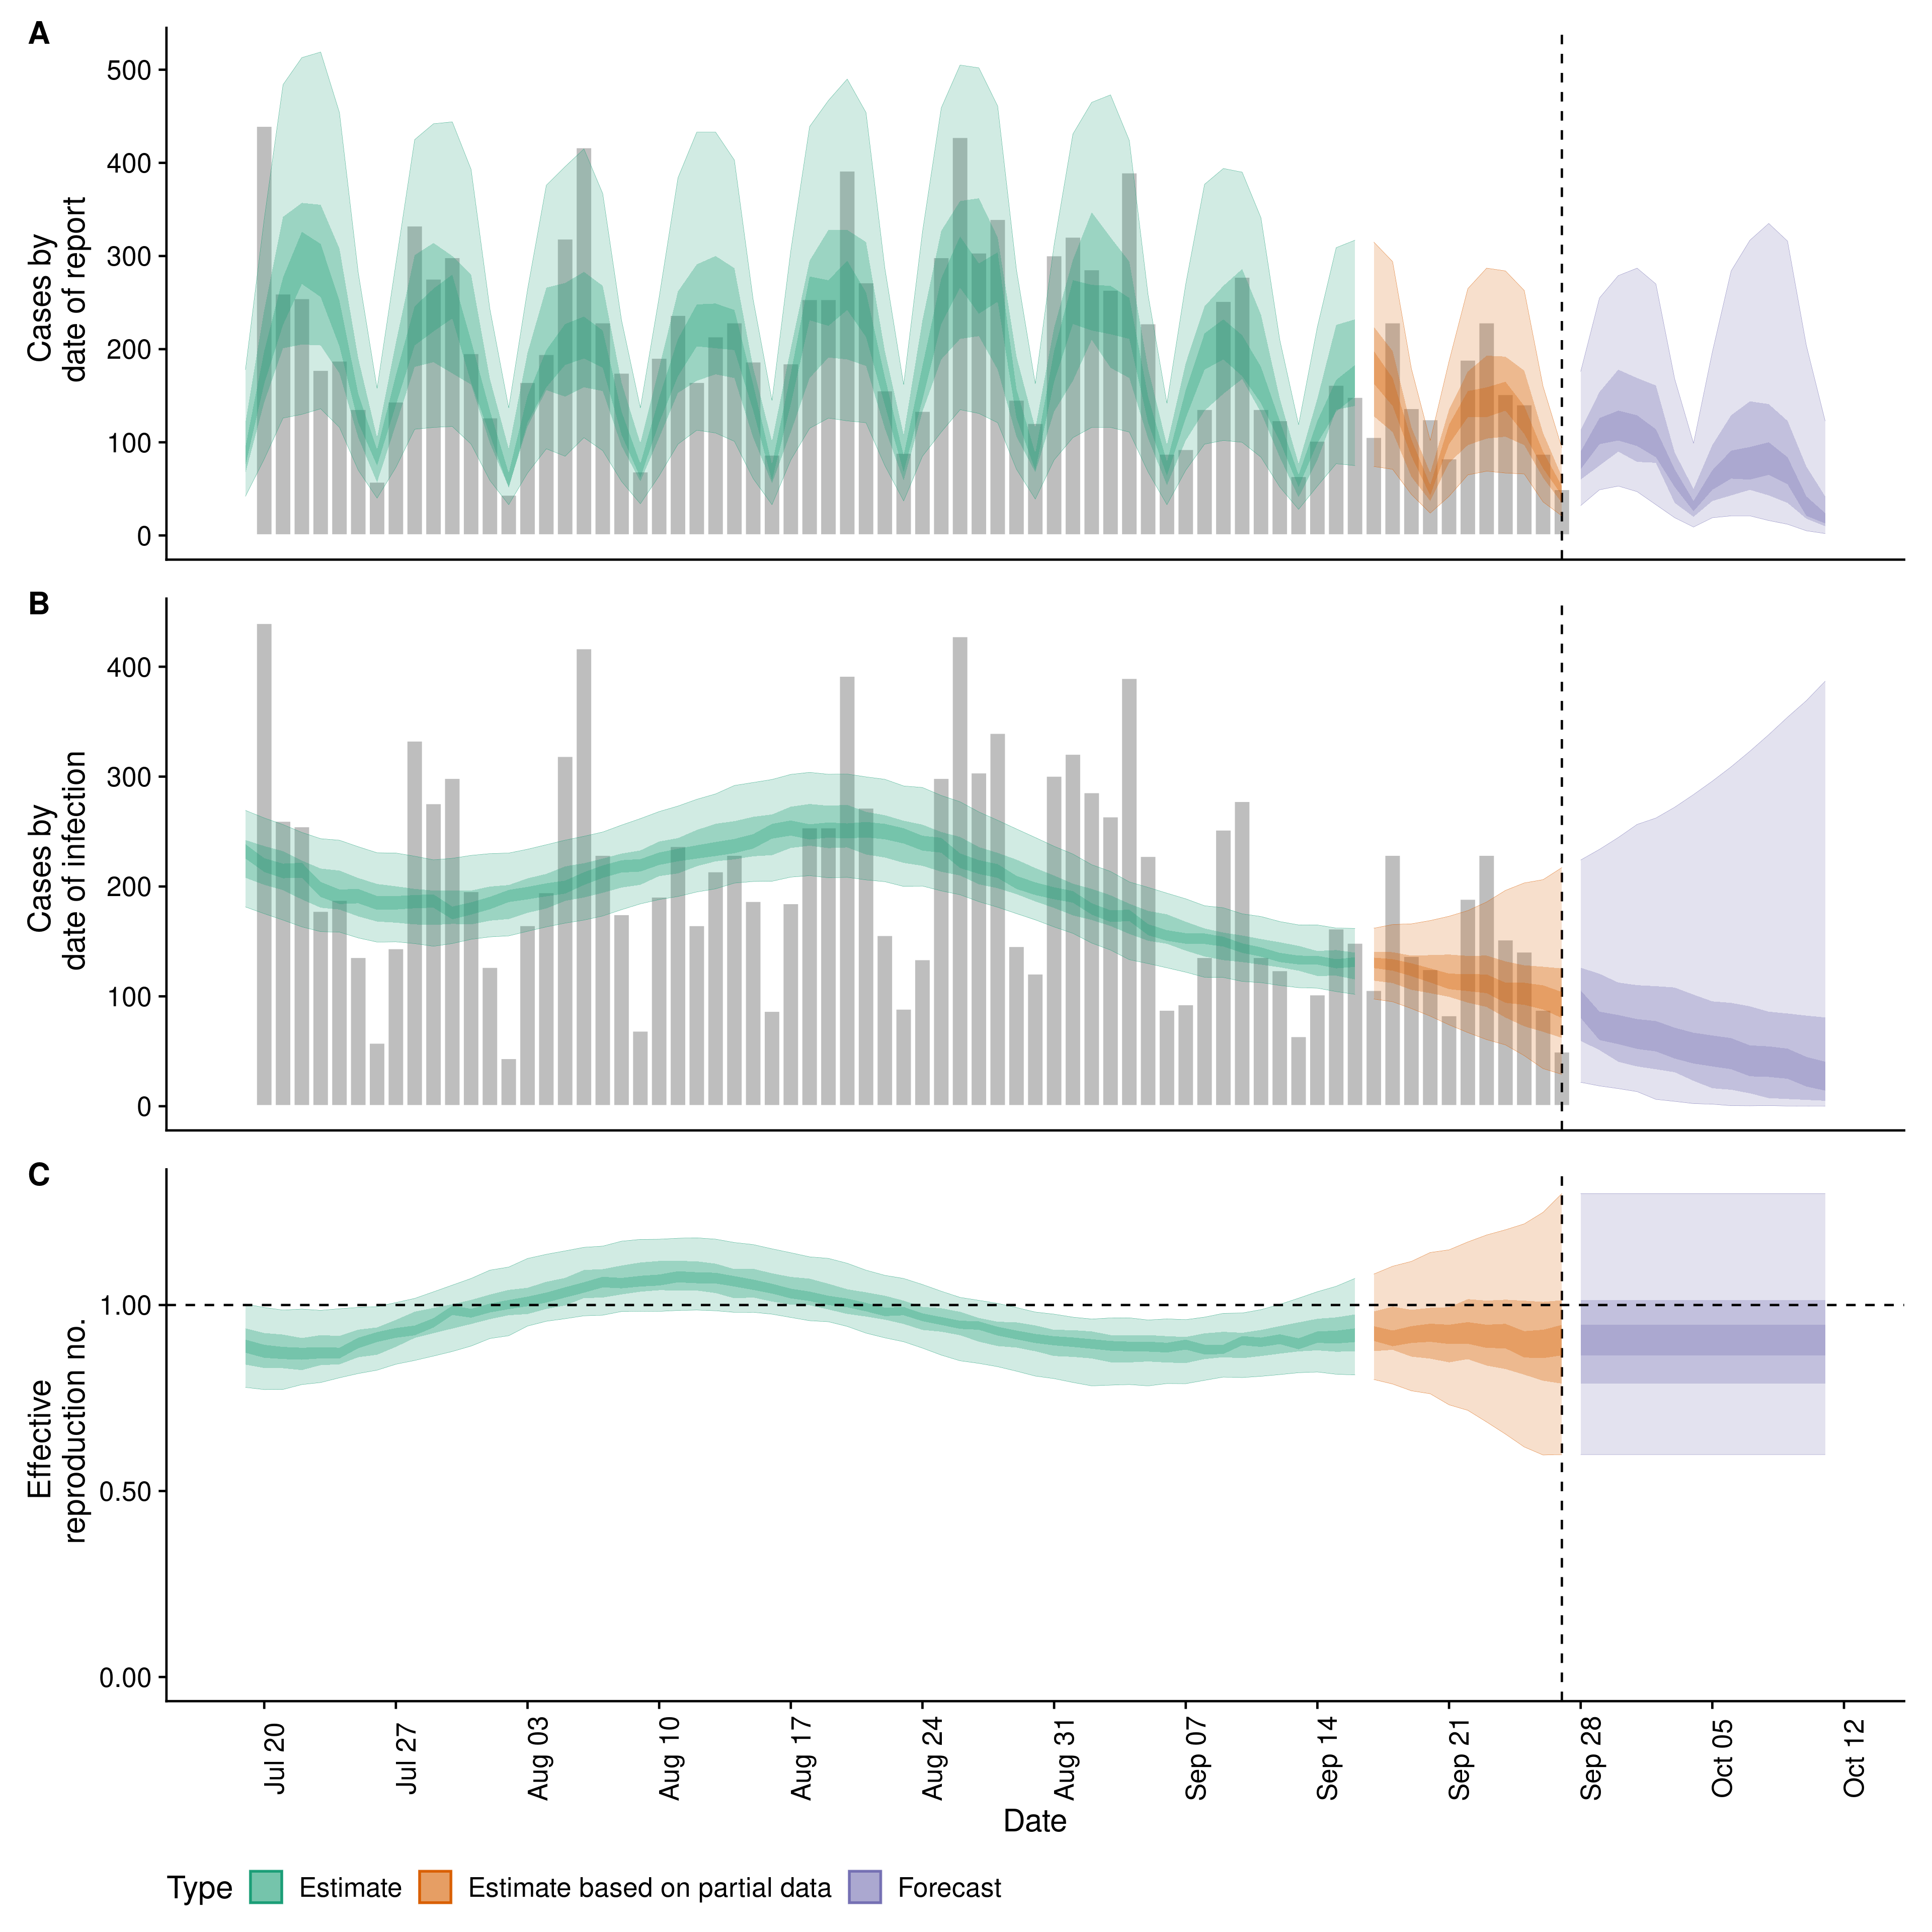 A
500
400
300
200
100
0
Cases by
date of report
B
400
300
200
100
0
Cases by
date of infection
C
1.00
0.50
0.00
Effective
reproduction no.
Jul 20
Jul 27
Aug 03
Aug 10
Aug 17
Aug 24
Aug 31
Sep 07
Sep 14
Sep 21
Sep 28
Oct 05
Oct 12
Date
Type Estimate Estimate based on partial data Forecast